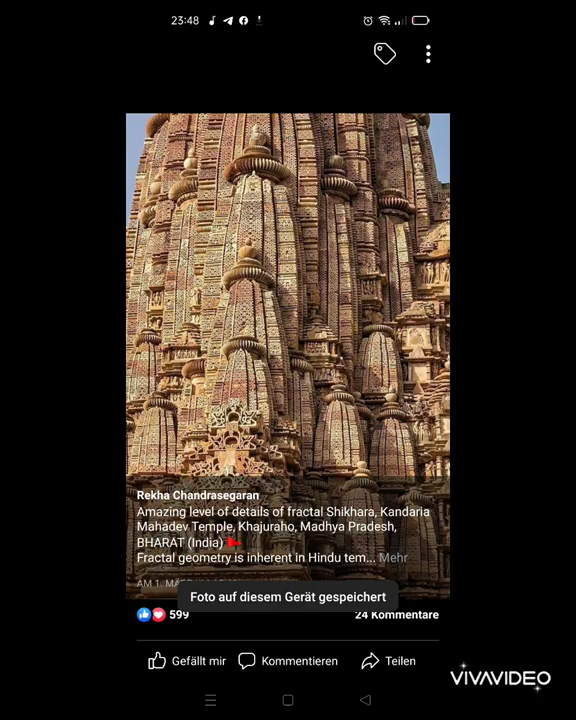 23:48
Rekha Chandrasegaran
Amazing level of details of fractal Shikhara, Kandaria
Mahadev Temple, Khajuraho, Madhya Pradesh,
BHARAT (India)
Fractal geometry is inherent in Hindu tem... Mehr
AM 1.
Foto auf diesem Gerät gespeichert
599
24 Kommentare
Gefällt mir
Kommentieren
Teilen
VIVAVIDEO